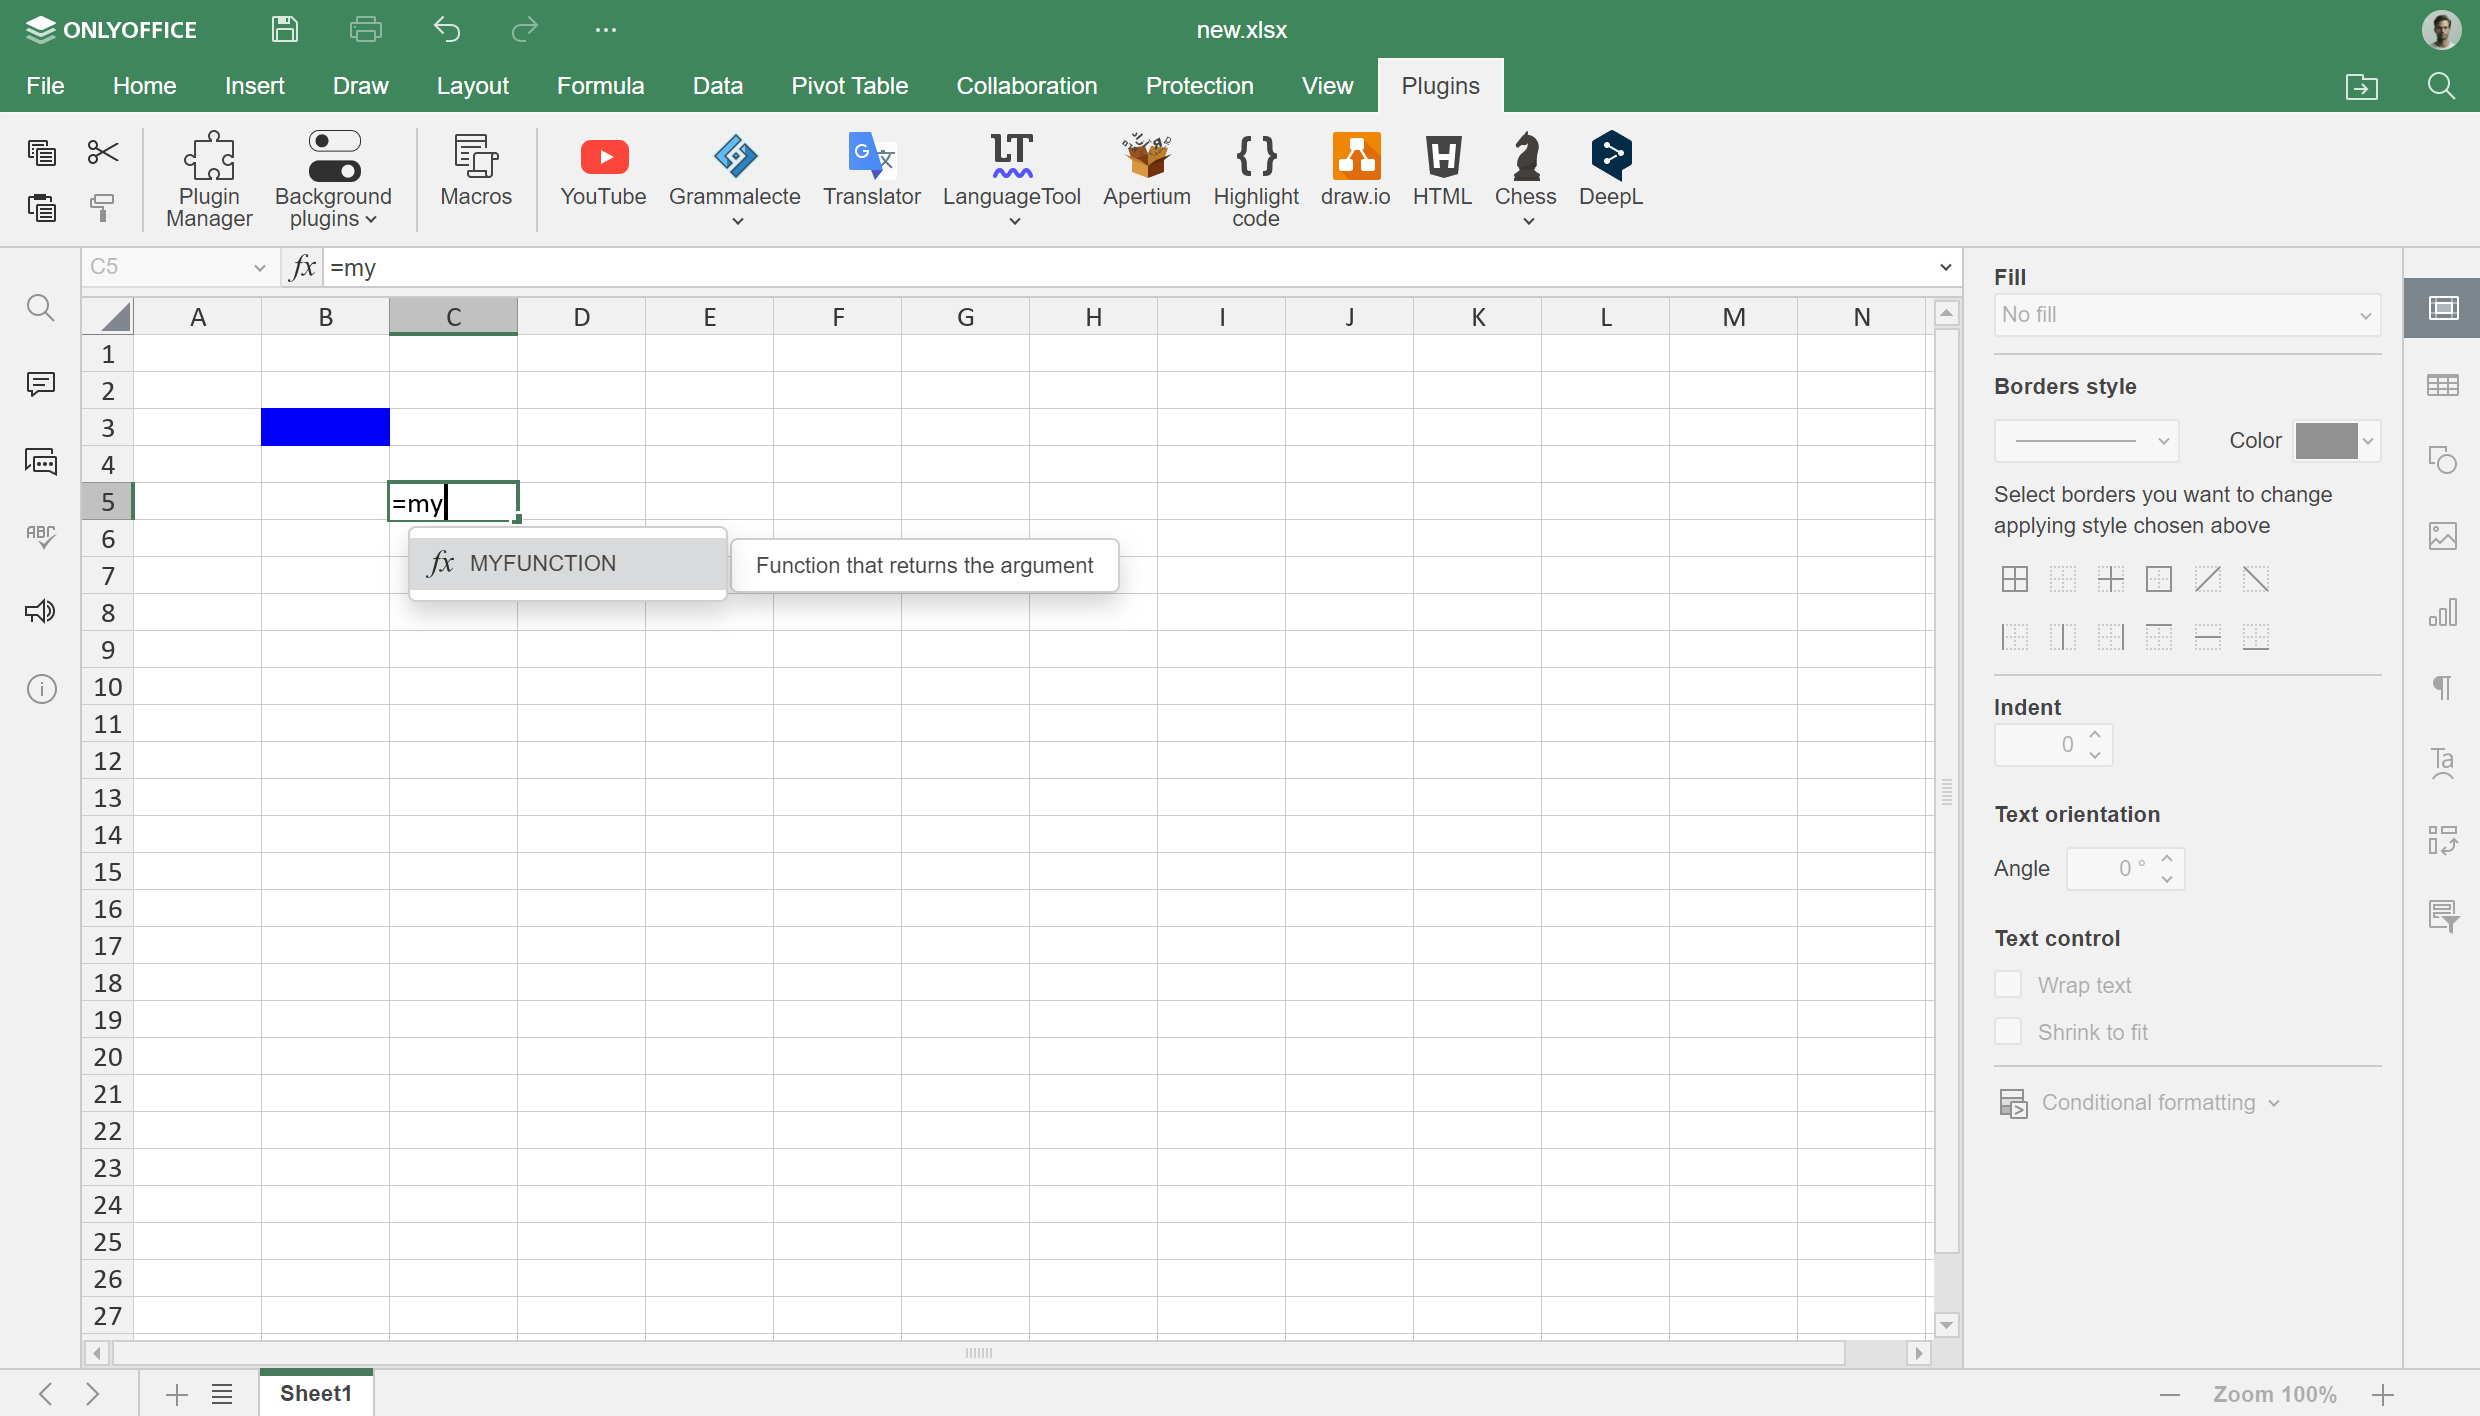 ONLYOFFICE
new.xlsx
File Home Insert Draw Layout Formula Data Pivot Table Collaboration Protection View Plugins
Plugin Manager
Background plugins
Macros
YouTube
Grammalecte
Translator
LanguageTool
Apertium
Highlight code
draw.io
HTML
Chess
DeepL
C5
fx =my
A B C D E F G H I J K L M N
1
2
3
4
5 =my
6
fx MYFUNCTION
Function that returns the argument
7
8
9
10
11
12
13
14
15
16
17
18
19
20
21
22
23
24
25
26
27
Fill
No fill
Borders style
Color
Select borders you want to change
applying style chosen above
Indent
0
Text orientation
Angle 0 °
Text control
Wrap text
Shrink to fit
Conditional formatting
Sheet1
Zoom 100%